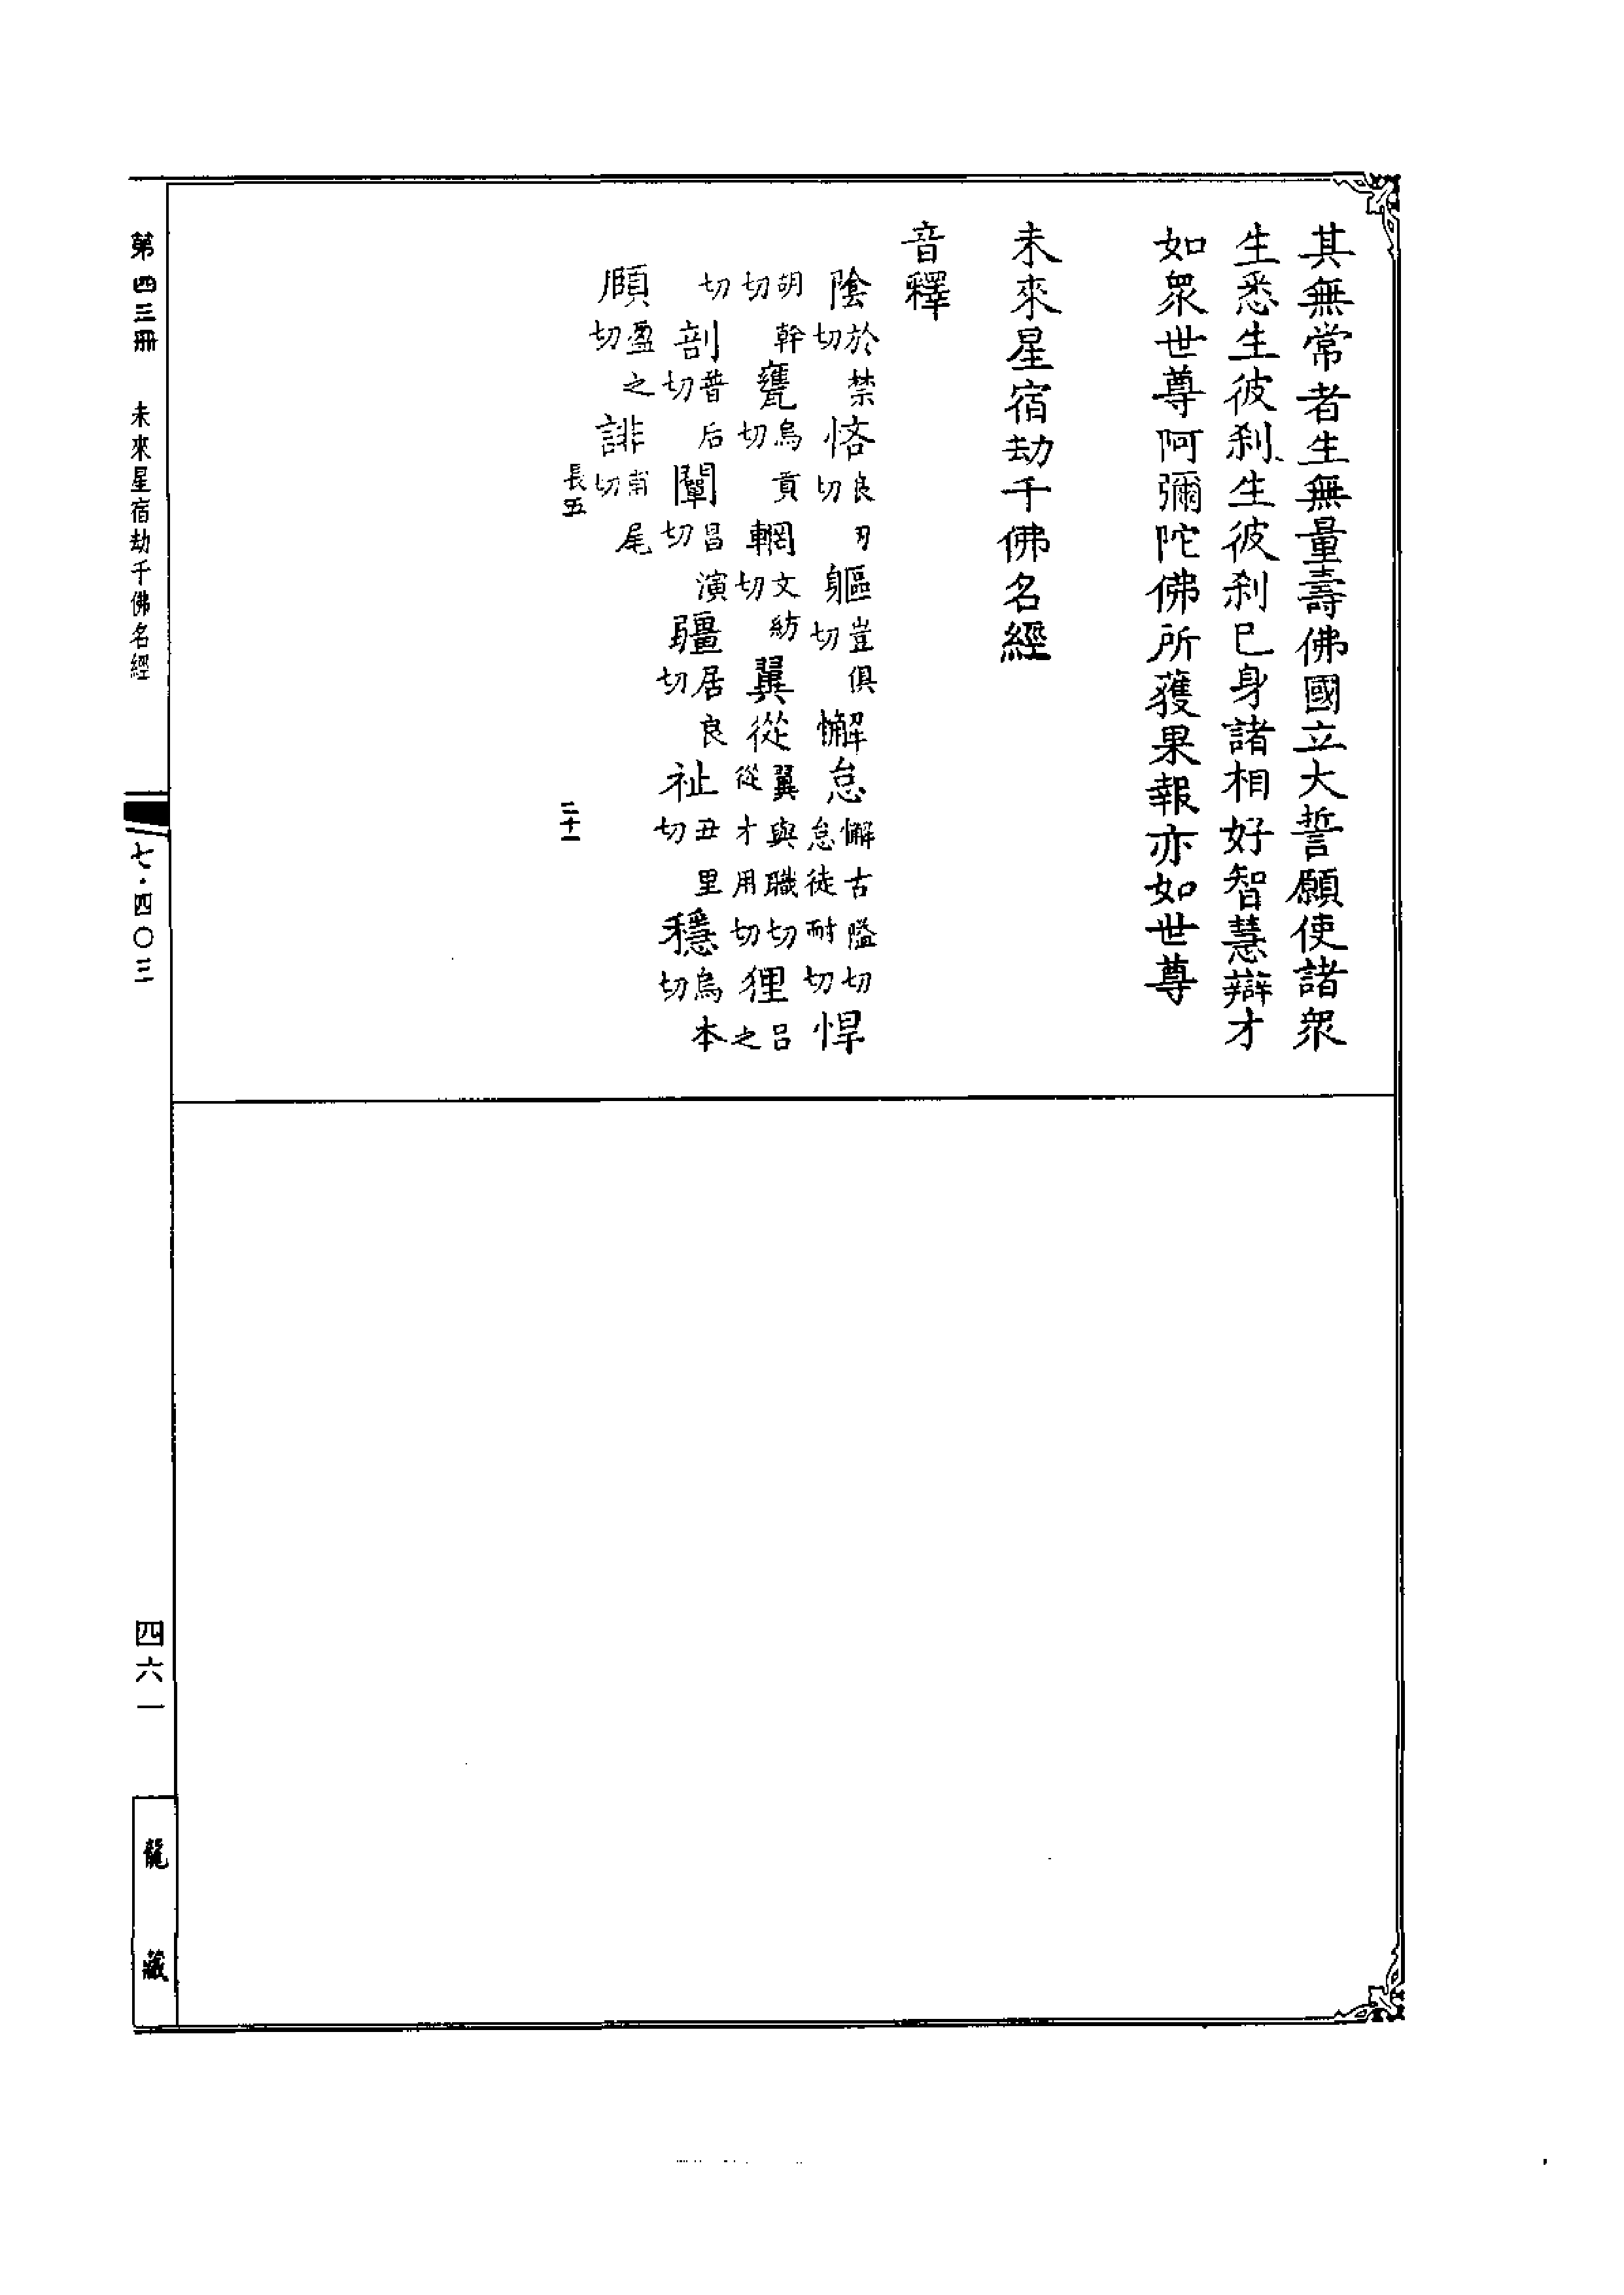 其無常者生無量壽佛國立大誓願使諸眾
生悉生彼剎生彼剎已身諸相好智慧辯才
如眾世尊阿彌陀佛所獲果報亦如世尊
未來星宿劫千佛名經
音釋
陰於禁切 悋良刃切 軀豈俱切 懈怠懈古隘切怠徒耐切 悍
胡幹切 甕烏貢切 輞文紡切 翼從翼與職切從才用切 狸呂之
切 剖普后切 闡昌演切 疆居良切 祉丑里切 穩烏本
切 頤盈之切 誹甫尾切
長五
二十一
第四三冊 未來星宿劫千佛名經
七·四〇三
四六一
龍藏